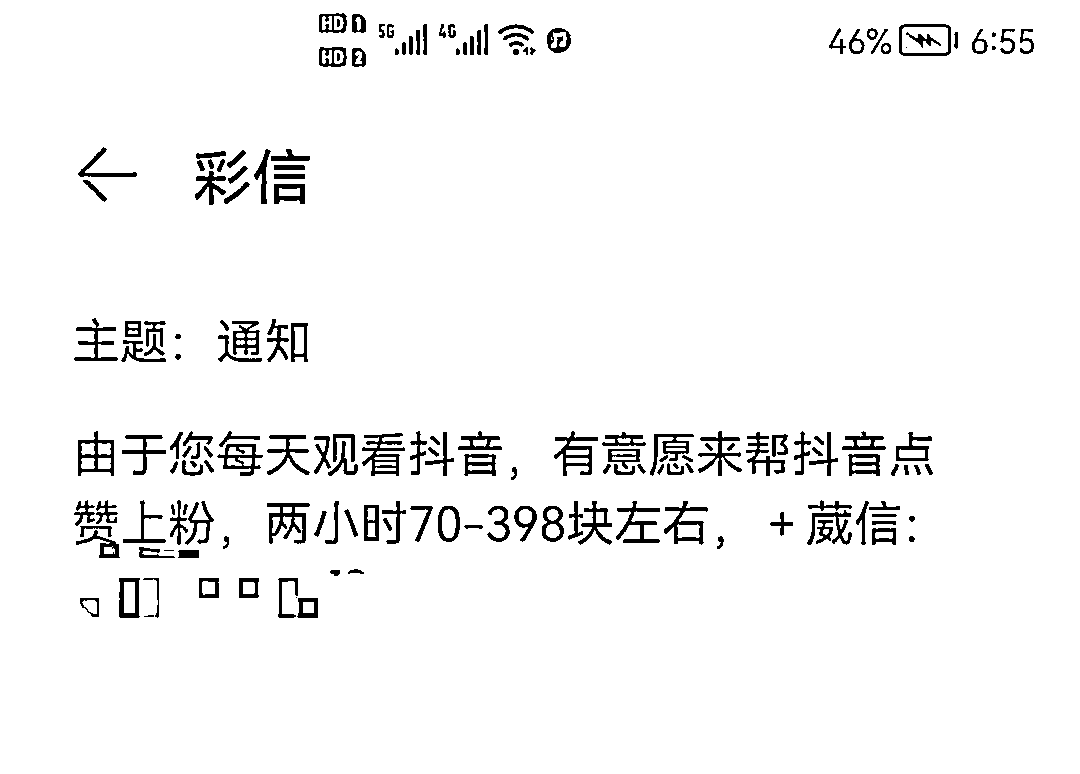 HD 1 5G 4G 46% 6:55
HD 2
彩信
主题：通知
由于您每天观看抖音，有意愿来帮抖音点
赞上粉，两小时70-398块左右，+葳信：